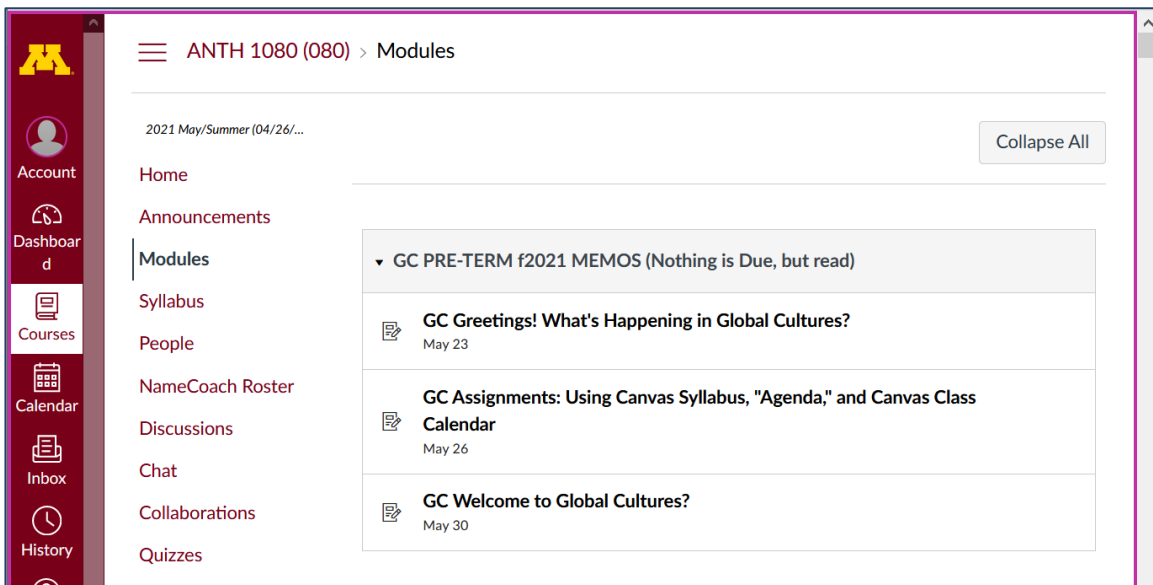 M
ANTH 1080 (080) > Modules
Account
Dashboar
d
Courses
Calendar
Inbox
History
2021 May/Summer (04/26/...
Home
Announcements
Modules
Syllabus
People
NameCoach Roster
Discussions
Chat
Collaborations
Quizzes
Collapse All
GC PRE-TERM f2021 MEMOS (Nothing is Due, but read)
GC Greetings! What's Happening in Global Cultures?
May 23
GC Assignments: Using Canvas Syllabus, "Agenda," and Canvas Class
Calendar
May 26
GC Welcome to Global Cultures?
May 30